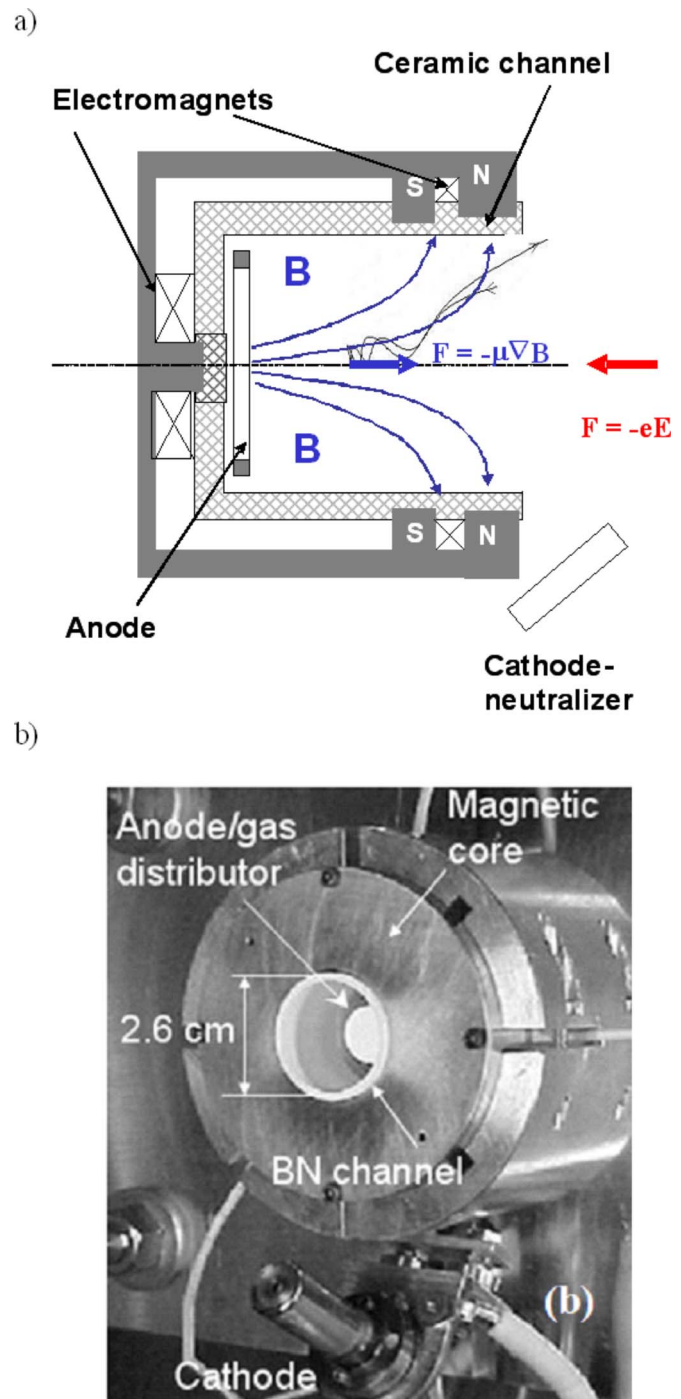 a)
Ceramic channel
Electromagnets
S
N
B
F = -μ∇B
F = -eE
B
S
N
Anode
Cathode-
neutralizer
b)
Anode/gas
distributor
Magnetic
core
2.6 cm
BN channel
(b)
Cathode